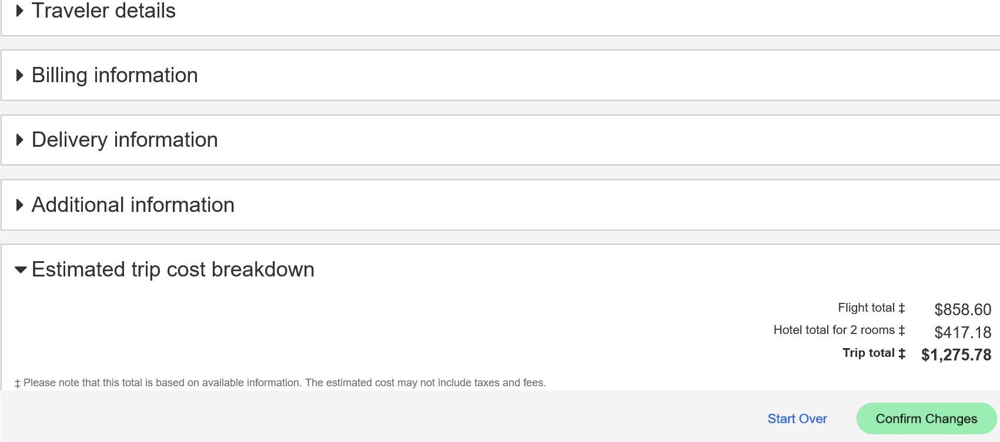 Traveler details
Billing information
Delivery information
Additional information
Estimated trip cost breakdown
Flight total ‡ $858.60
Hotel total for 2 rooms ‡ $417.18
Trip total ‡ $1,275.78
‡ Please note that this total is based on available information. The estimated cost may not include taxes and fees.
Start Over Confirm Changes